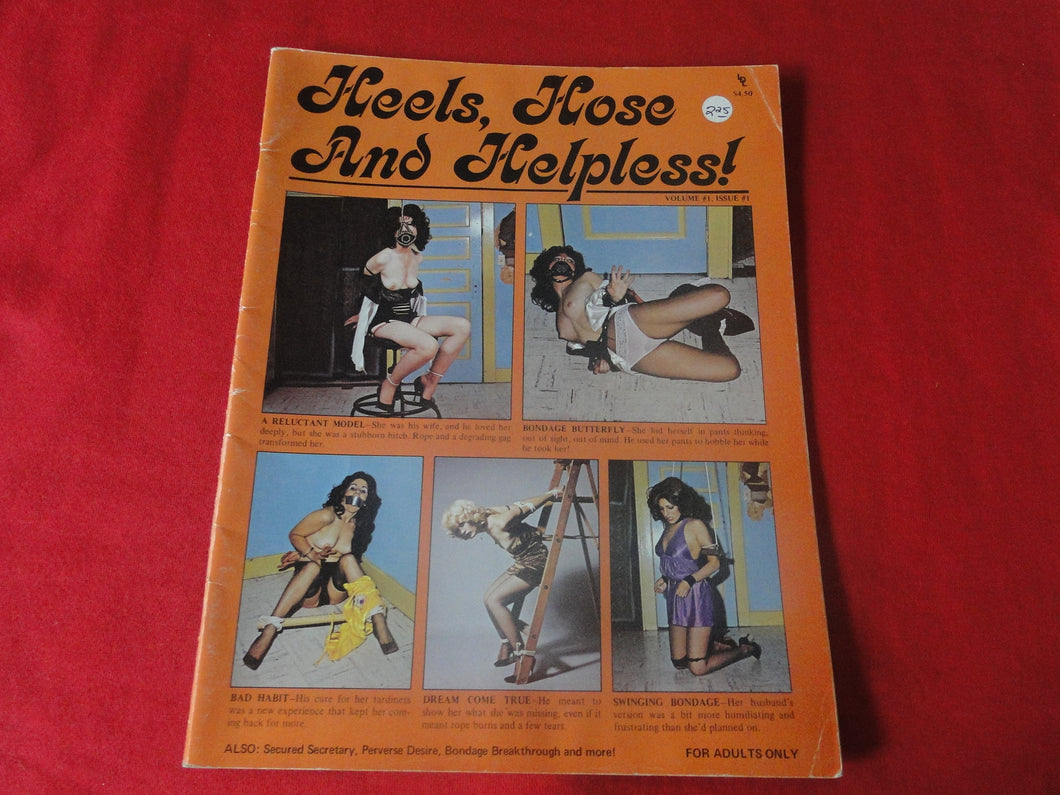 Heels, Hose
And Helpless!
$4.50
225
VOLUME #1, ISSUE #1
A RELUCTANT MODEL—She was his wife, and he loved her
deeply, but she was a stubborn bitch. Rope and a degrading gag
transformed her.
BONDAGE BUTTERFLY—She hid herself in pants thinking,
out of sight, out of mind. He used her pants to hobble her while
he took her!
BAD HABIT—His cure for her tardiness
was a new experience that kept her com-
ing back for more.
DREAM COME TRUE—He meant to
show her what she was missing, even if it
meant rope burns and a few tears.
SWINGING BONDAGE—Her husband's
version was a bit more humiliating and
frustrating than she'd planned on.
ALSO: Secured Secretary, Perverse Desire, Bondage Breakthrough and more!
FOR ADULTS ONLY